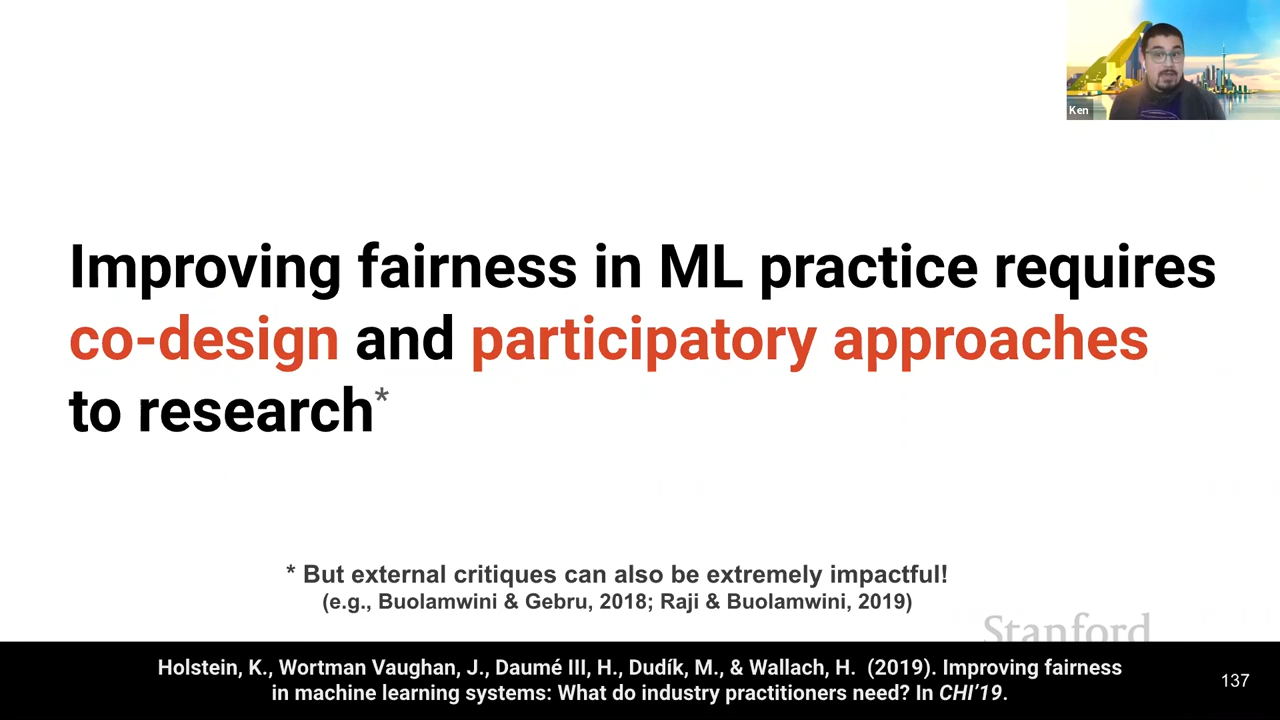 Ken
Improving fairness in ML practice requires
co-design and participatory approaches
to research*
* But external critiques can also be extremely impactful!
(e.g., Buolamwini & Gebru, 2018; Raji & Buolamwini, 2019)
Stanford
Holstein, K., Wortman Vaughan, J., Daumé III, H., Dudík, M., & Wallach, H. (2019). Improving fairness
in machine learning systems: What do industry practitioners need? In CHI'19.
137